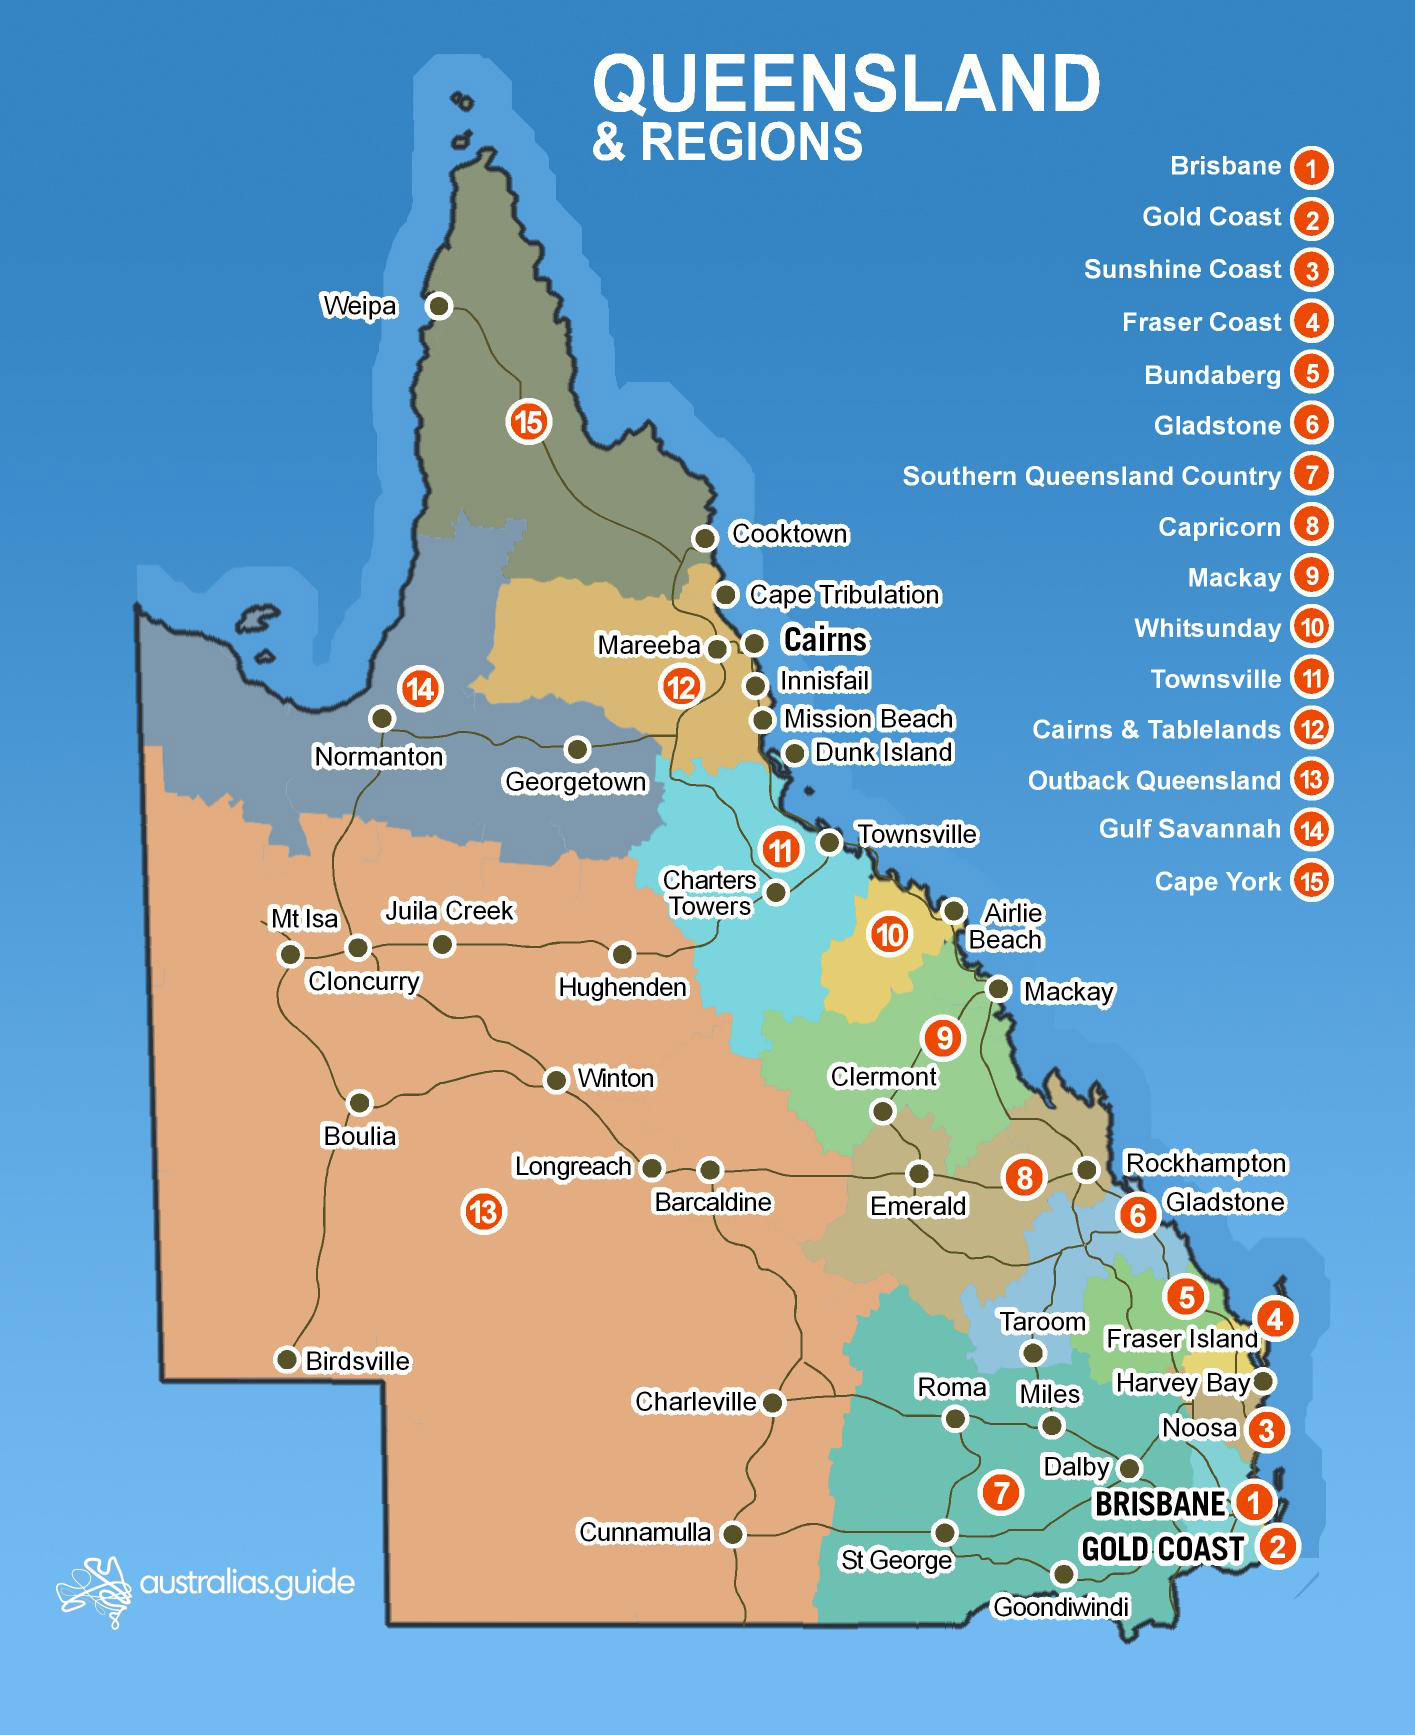 QUEENSLAND
& REGIONS
Brisbane 1
Gold Coast 2
Sunshine Coast 3
Fraser Coast 4
Bundaberg 5
Gladstone 6
Southern Queensland Country 7
Capricorn 8
Mackay 9
Whitsunday 10
Townsville 11
Cairns & Tablelands 12
Outback Queensland 13
Gulf Savannah 14
Cape York 15
Weipa
15
Cooktown
Cape Tribulation
Mareeba
Cairns
12
Innisfail
14
Mission Beach
Normanton
Dunk Island
Georgetown
Townsville
11
Charters
Towers
Mt Isa
Juila Creek
10
Airlie
Beach
Cloncurry
Hughenden
Mackay
9
Winton
Clermont
Boulia
Longreach
Barcaldine
Emerald
8
Rockhampton
Gladstone
6
13
5
4
Taroom
Fraser Island
Birdsville
Charleville
Roma
Miles
Harvey Bay
Noosa
3
Dalby
7
BRISBANE 1
Cunnamulla
St George
GOLD COAST 2
Goondiwindi
australias.guide